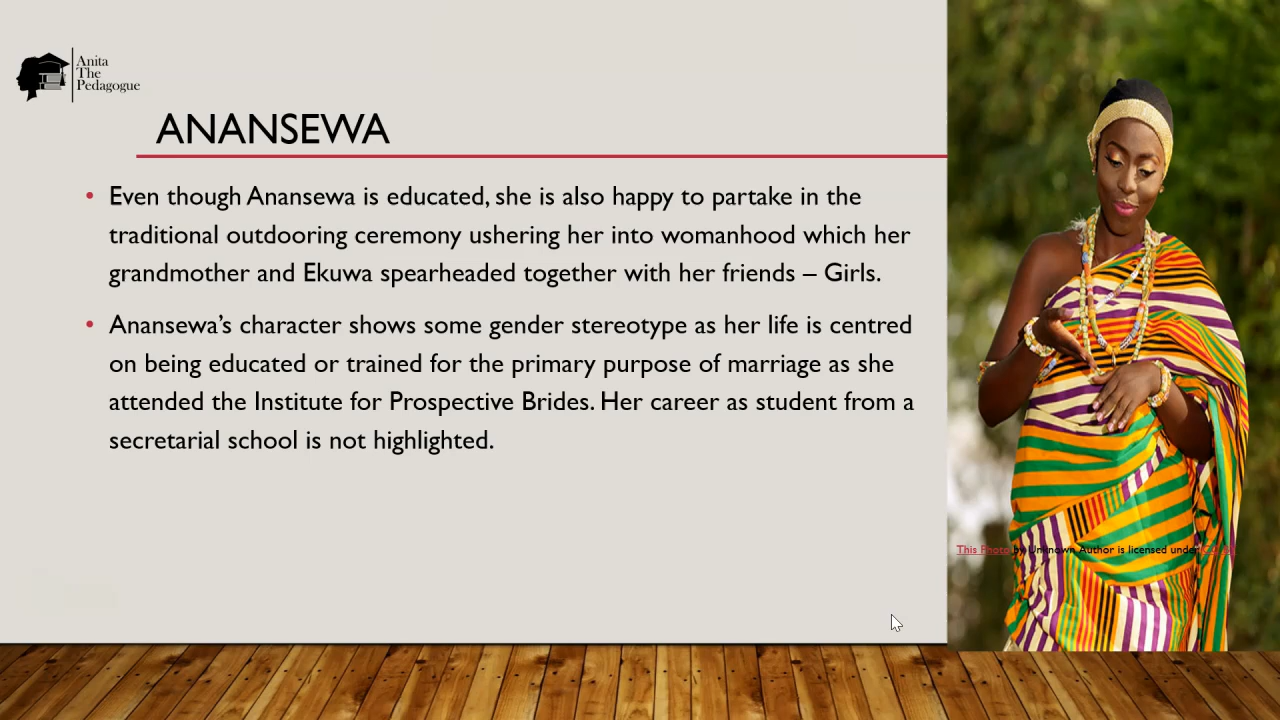 Anita
The
Pedagogue
ANANSEWA
• Even though Anansewa is educated, she is also happy to partake in the
traditional outdooring ceremony ushering her into womanhood which her
grandmother and Ekuwa spearheaded together with her friends – Girls.
• Anansewa’s character shows some gender stereotype as her life is centred
on being educated or trained for the primary purpose of marriage as she
attended the Institute for Prospective Brides. Her career as student from a
secretarial school is not highlighted.
This Photo by Unknown Author is licensed under